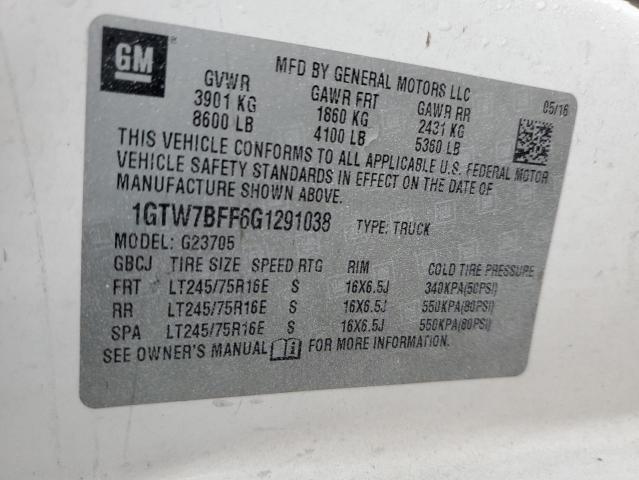 GM
MFD BY GENERAL MOTORS LLC
GVWR GAWR FRT GAWR RR 05/16
3901 KG 1860 KG 2431 KG
8600 LB 4100 LB 5360 LB
THIS VEHICLE CONFORMS TO ALL APPLICABLE U.S. FEDERAL MOTOR
VEHICLE SAFETY STANDARDS IN EFFECT ON THE DATE OF
MANUFACTURE SHOWN ABOVE.
1GTW7BFF6G1291038 TYPE: TRUCK
MODEL: G23705
GBCJ TIRE SIZE SPEED RTG RIM COLD TIRE PRESSURE
FRT LT245/75R16E S 16X6.5J 340KPA(50PSI)
RR LT245/75R16E S 16X6.5J 550KPA(80PSI)
SPA LT245/75R16E S 16X6.5J 550KPA(80PSI)
SEE OWNER'S MANUAL FOR MORE INFORMATION.